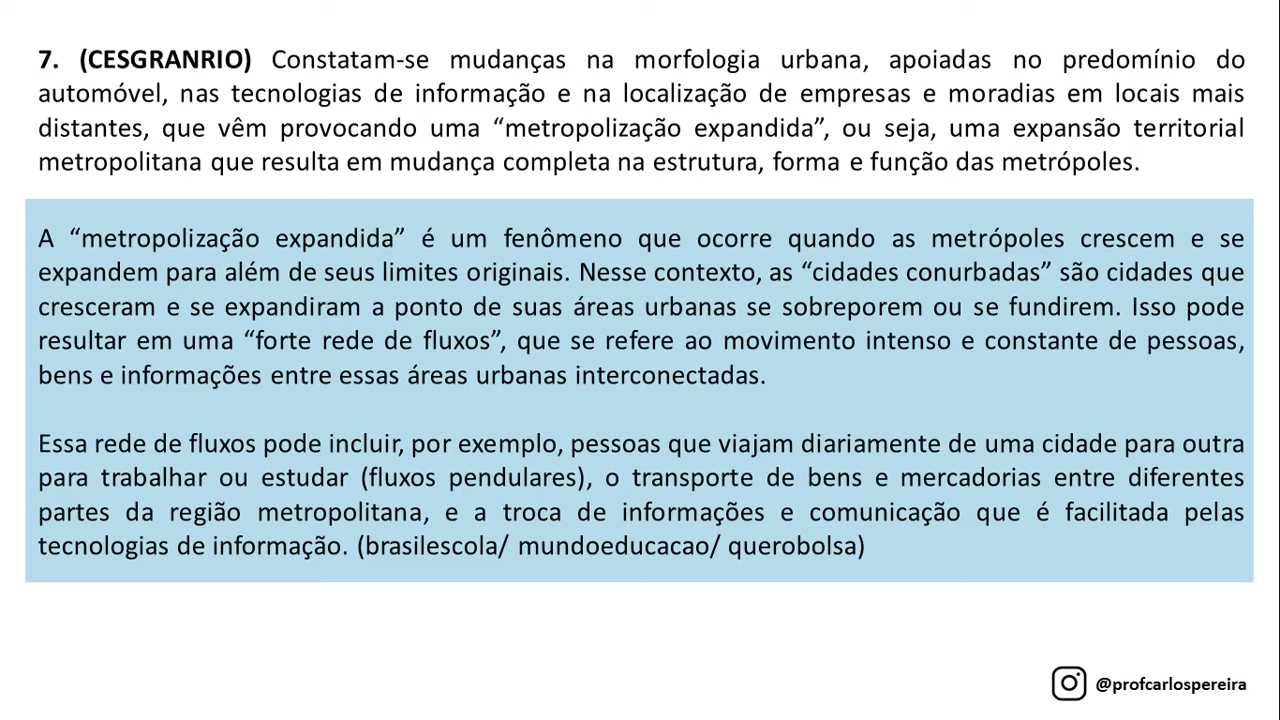 7. (CESGRANRIO) Constatam-se mudanças na morfologia urbana, apoiadas no predomínio do
automóvel, nas tecnologias de informação e na localização de empresas e moradias em locais mais
distantes, que vêm provocando uma “metropolização expandida”, ou seja, uma expansão territorial
metropolitana que resulta em mudança completa na estrutura, forma e função das metrópoles.
A “metropolização expandida” é um fenômeno que ocorre quando as metrópoles crescem e se
expandem para além de seus limites originais. Nesse contexto, as “cidades conurbadas” são cidades que
cresceram e se expandiram a ponto de suas áreas urbanas se sobreporem ou se fundirem. Isso pode
resultar em uma “forte rede de fluxos”, que se refere ao movimento intenso e constante de pessoas,
bens e informações entre essas áreas urbanas interconectadas.
Essa rede de fluxos pode incluir, por exemplo, pessoas que viajam diariamente de uma cidade para outra
para trabalhar ou estudar (fluxos pendulares), o transporte de bens e mercadorias entre diferentes
partes da região metropolitana, e a troca de informações e comunicação que é facilitada pelas
tecnologias de informação. (brasilescola/ mundoeducacao/ querobolsa)
@profcarlospereira